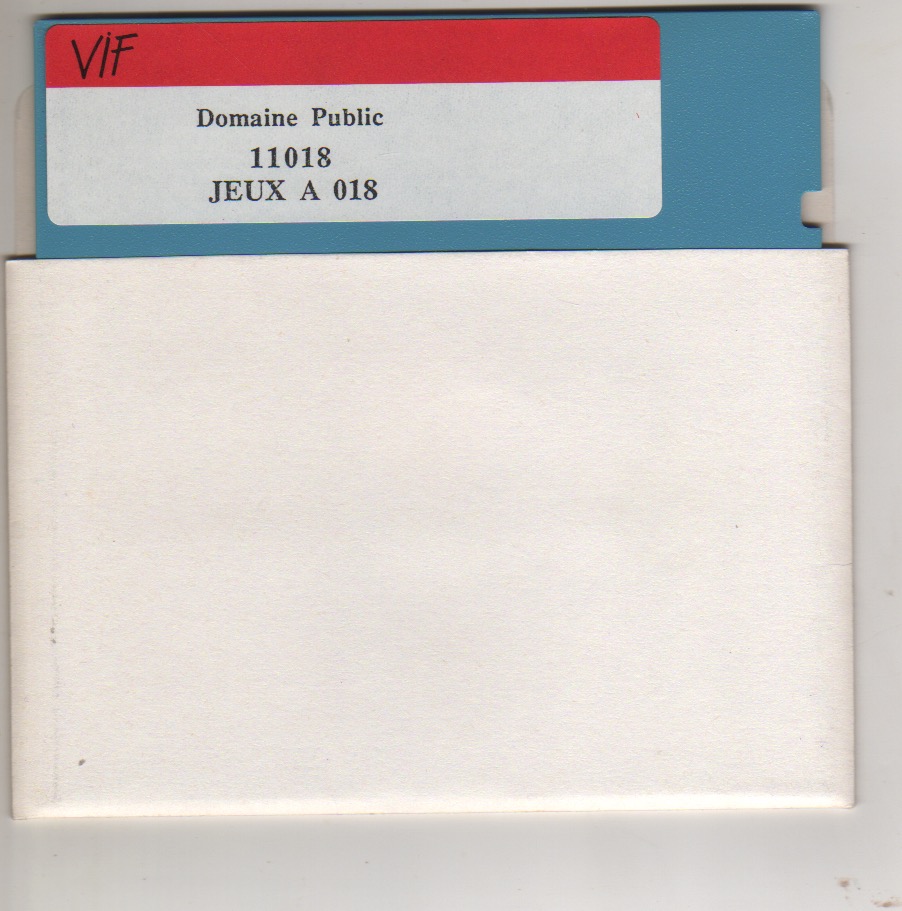 VIF
Domaine Public
11018
JEUX A 018